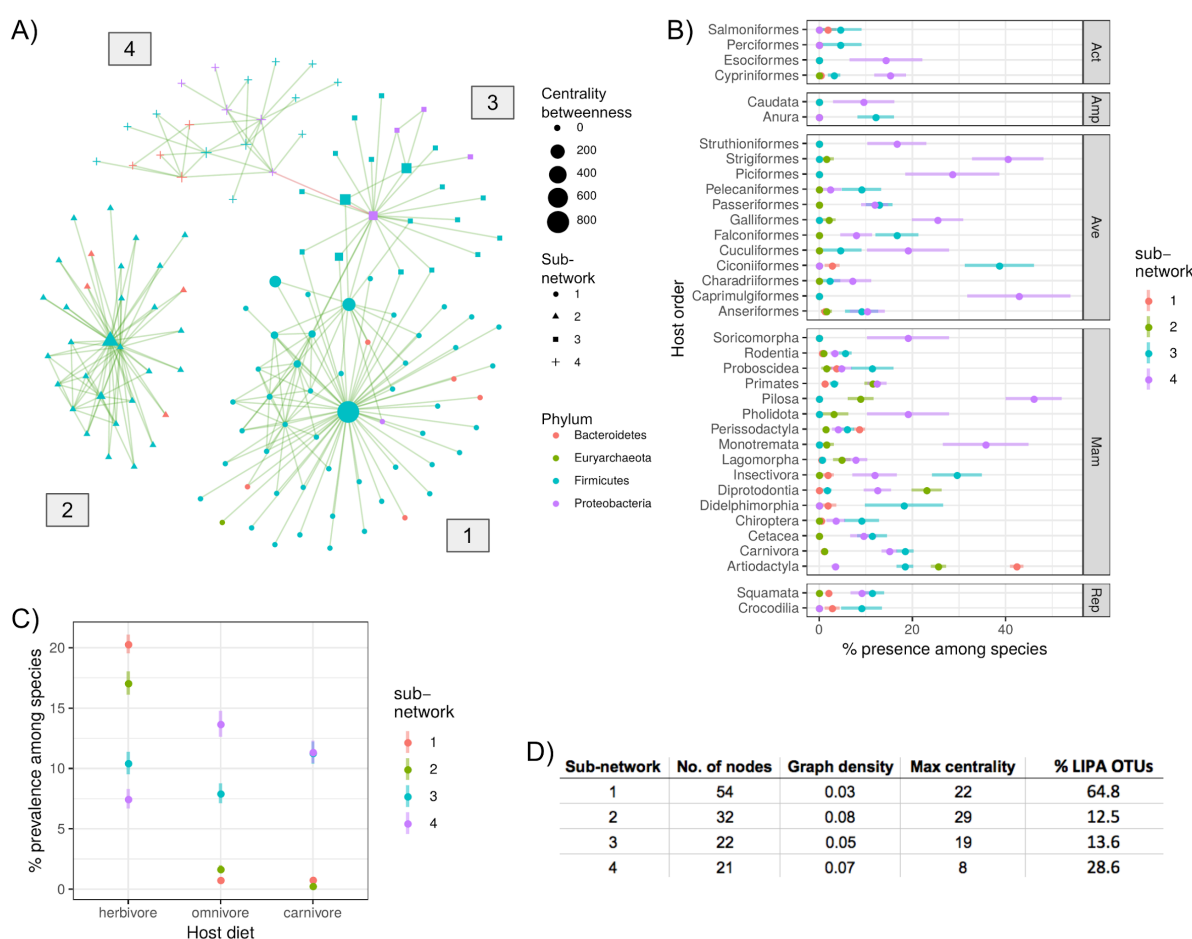 A)
4
3
2
1
Centrality
betweenness
0
200
400
600
800
Sub-
network
1
2
3
4
Phylum
Bacteroidetes
Euryarchaeota
Firmicutes
Proteobacteria
B)
Host order
Salmoniformes
Perciformes
Esociformes
Cypriniformes
Act
Caudata
Anura
Amp
Struthioniformes
Strigiformes
Piciformes
Pelecaniformes
Passeriformes
Galliformes
Falconiformes
Cuculiformes
Ciconiiformes
Charadriiformes
Caprimulgiformes
Anseriformes
Ave
Soricomorpha
Rodentia
Proboscidea
Primates
Pilosa
Pholidota
Perissodactyla
Monotremata
Lagomorpha
Insectivora
Diprotodontia
Didelphimorphia
Chiroptera
Cetacea
Carnivora
Artiodactyla
Mam
Squamata
Crocodilia
Rep
0 20 40
% presence among species
sub-
network
1
2
3
4
C)
% prevalence among species
20
15
10
5
0
herbivore omnivore carnivore
Host diet
sub-
network
1
2
3
4
D)
Sub-network No. of nodes Graph density Max centrality % LIPA OTUs
1 54 0.03 22 64.8
2 32 0.08 29 12.5
3 22 0.05 19 13.6
4 21 0.07 8 28.6